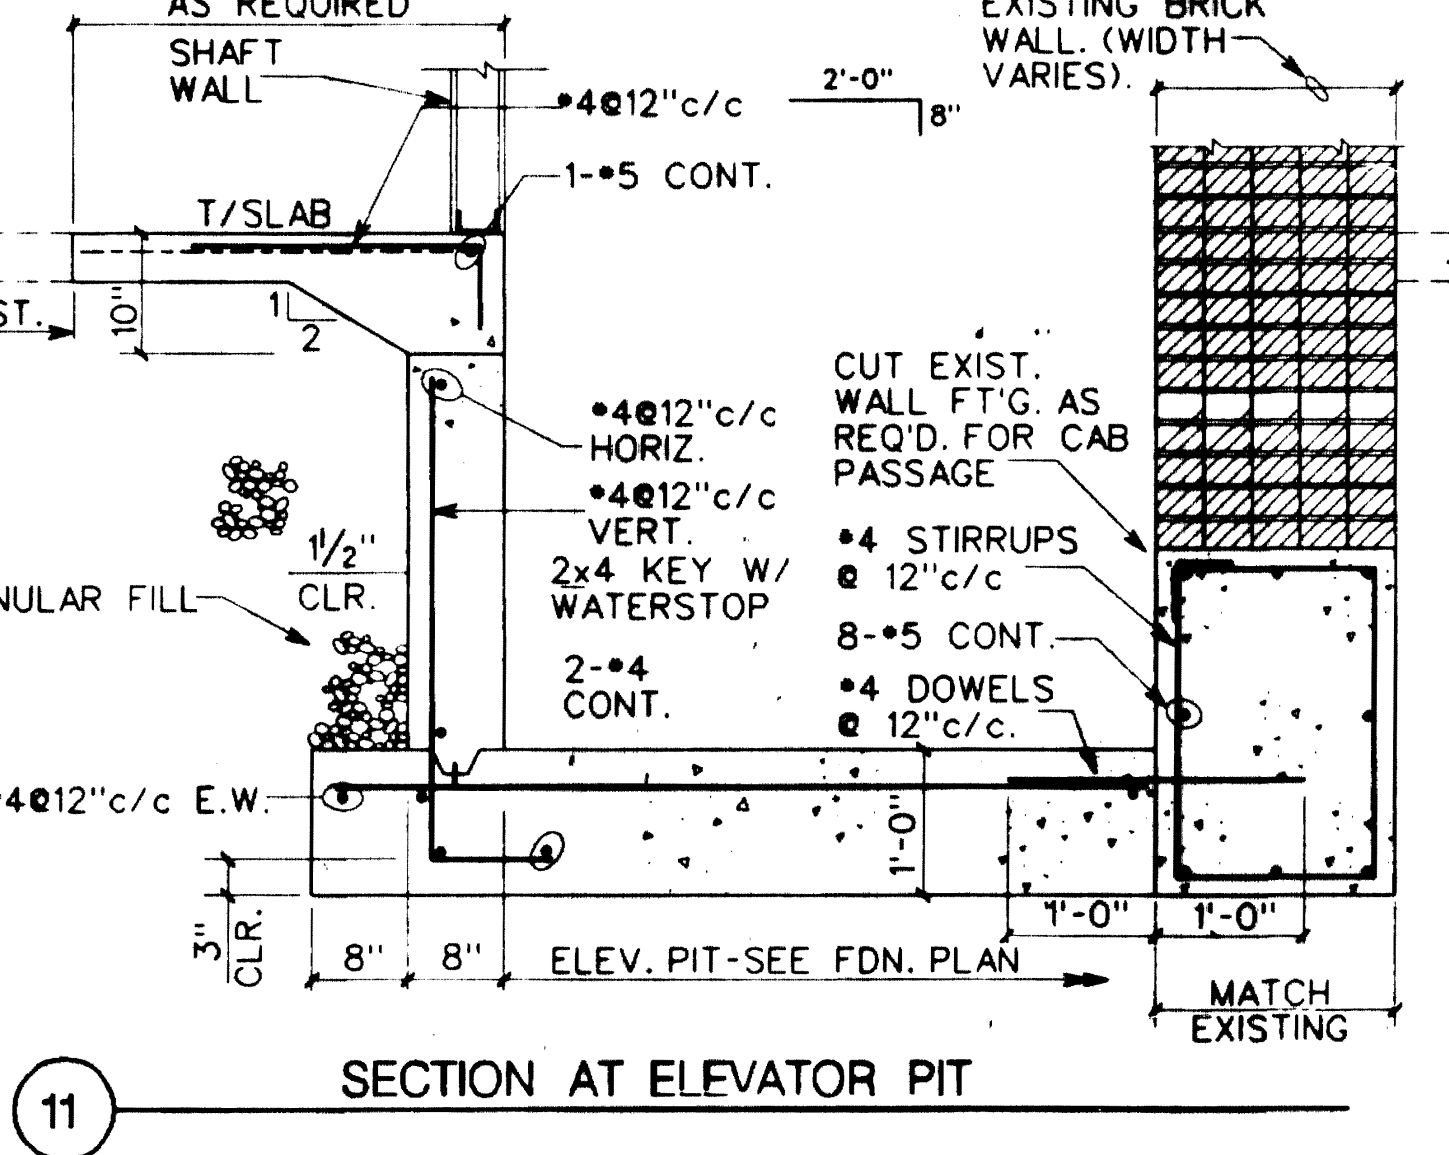 AS REQUIRED
SHAFT
WALL
#4@12"c/c
2'-0"
8"
1-#5 CONT.
EXISTING BRICK
WALL. (WIDTH
VARIES).
T/SLAB
10"
1
2
ST.
#4@12"c/c
HORIZ.
#4@12"c/c
VERT.
2x4 KEY W/
WATERSTOP
2-#4
CONT.
CUT EXIST.
WALL FT'G. AS
REQ'D. FOR CAB
PASSAGE
#4 STIRRUPS
@ 12"c/c
8-#5 CONT.
#4 DOWELS
@ 12"c/c.
1 1/2"
CLR.
NULAR FILL
#4@12"c/c E.W.
3"
CLR.
8"
8"
ELEV. PIT-SEE FDN. PLAN
1'-0"
1'-0"
1'-0"
MATCH
EXISTING
11
SECTION AT ELEVATOR PIT